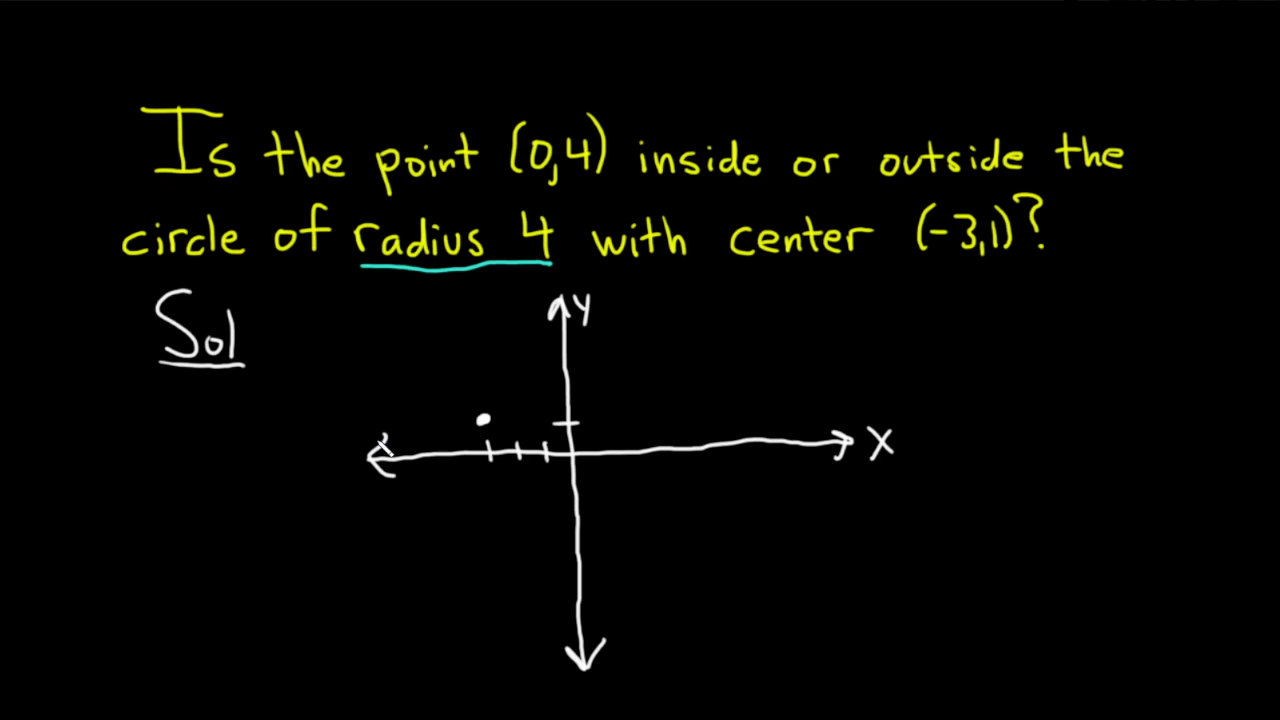 Is the point (0,4) inside or outside the
circle of radius 4 with center (-3,1)?
Sol
Y
X